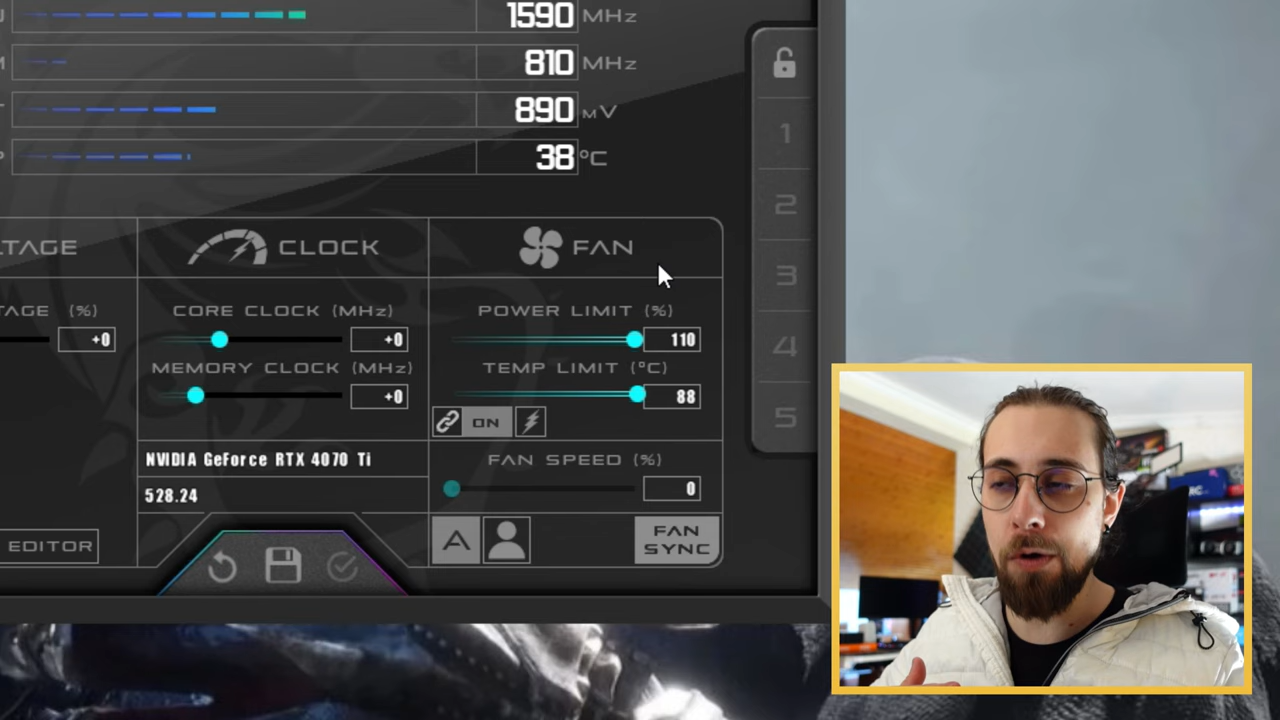 1590 MHz
810 MHz
890 mV
38 °C
TAGE
CLOCK
FAN
TAGE (%)
+0
CORE CLOCK (MHz)
+0
MEMORY CLOCK (MHz)
+0
POWER LIMIT (%)
110
TEMP LIMIT (°C)
88
ON
NVIDIA GeForce RTX 4070 Ti
528.24
FAN SPEED (%)
0
EDITOR
A
FAN
SYNC
1
2
3
4
5